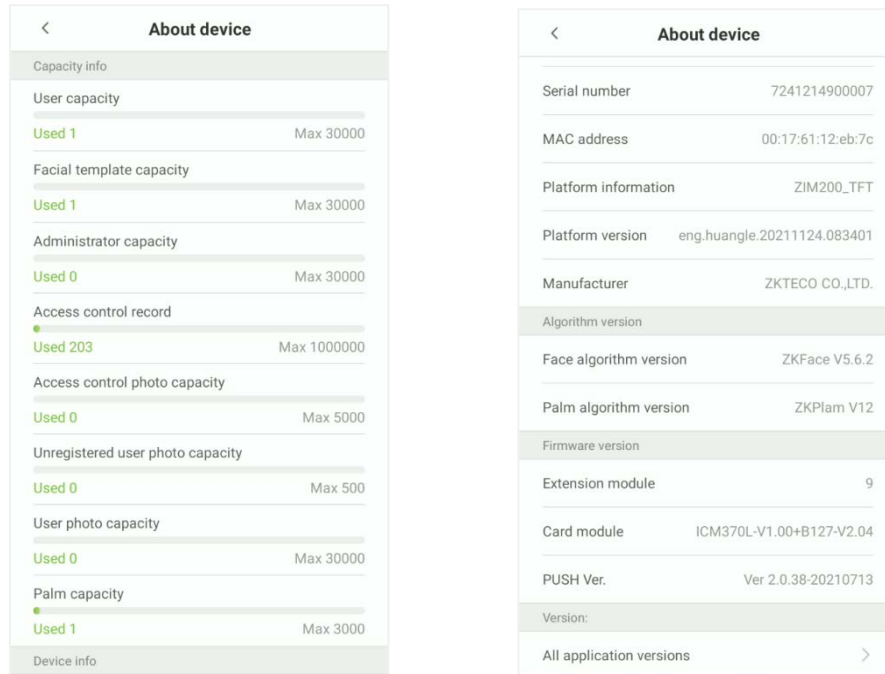 About device
Capacity info
User capacity
Used 1 Max 30000
Facial template capacity
Used 1 Max 30000
Administrator capacity
Used 0 Max 30000
Access control record
Used 203 Max 1000000
Access control photo capacity
Used 0 Max 5000
Unregistered user photo capacity
Used 0 Max 500
User photo capacity
Used 0 Max 30000
Palm capacity
Used 1 Max 3000
Device info
About device
Serial number 7241214900007
MAC address 00:17:61:12:eb:7c
Platform information ZIM200_TFT
Platform version eng.huangle.20211124.083401
Manufacturer ZKTECO CO.,LTD.
Algorithm version
Face algorithm version ZKFace V5.6.2
Palm algorithm version ZKPlam V12
Firmware version
Extension module 9
Card module ICM370L-V1.00+B127-V2.04
PUSH Ver. Ver 2.0.38-20210713
Version:
All application versions